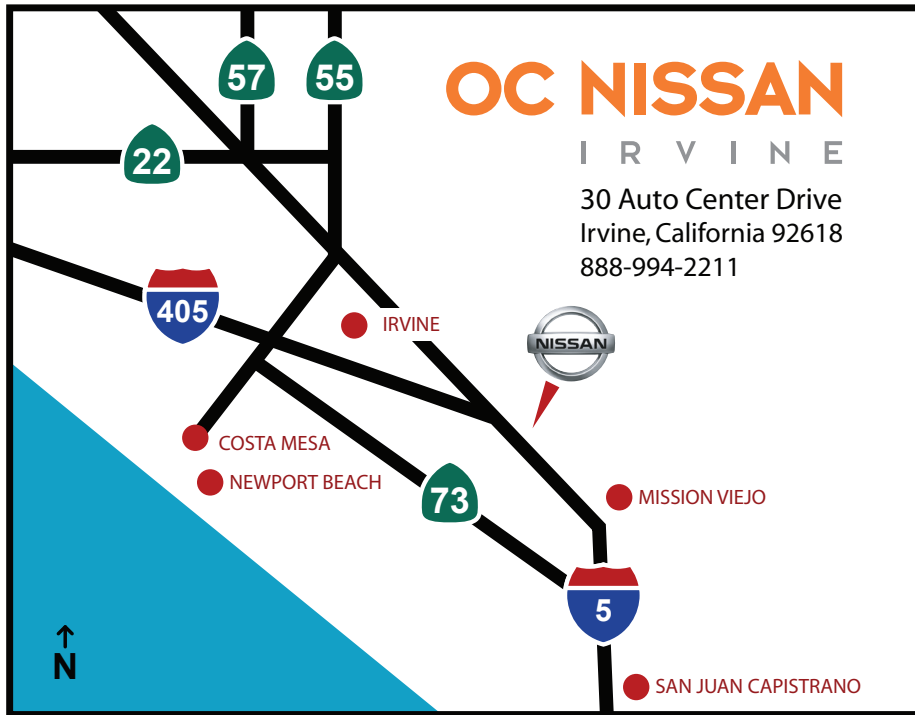 57
55
OC NISSAN
22
IRVINE
30 Auto Center Drive
Irvine, California 92618
888-994-2211
405
IRVINE
NISSAN
COSTA MESA
NEWPORT BEACH
73
MISSION VIEJO
5
N
SAN JUAN CAPISTRANO